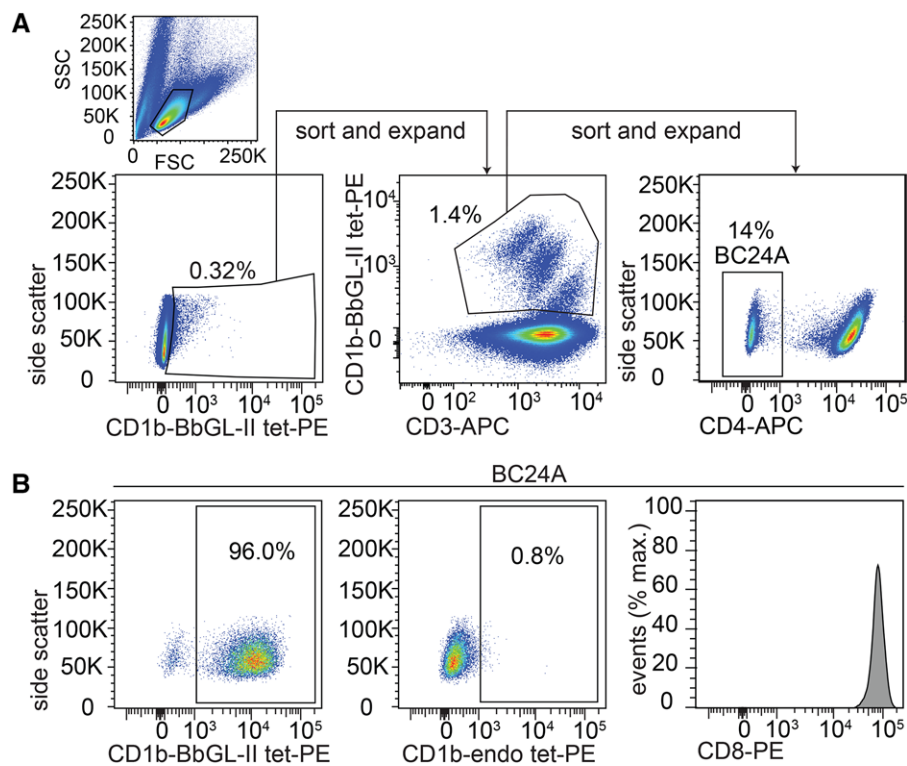 A
250K
200K
150K
100K
50K
0
SSC
0
250K
FSC
sort and expand
sort and expand
250K
200K
150K
100K
50K
0
side scatter
0.32%
0 10³ 10⁴ 10⁵
CD1b-BbGL-II tet-PE
10⁴
10³
0
CD1b-BbGL-II tet-PE
1.4%
0 10² 10³ 10⁴
CD3-APC
250K
200K
150K
100K
50K
0
side scatter
14%
BC24A
0 10³ 10⁴ 10⁵
CD4-APC
B
BC24A
250K
200K
150K
100K
50K
0
side scatter
96.0%
0 10³ 10⁴ 10⁵
CD1b-BbGL-II tet-PE
250K
200K
150K
100K
50K
0
side scatter
0.8%
0 10³ 10⁴ 10⁵
CD1b-endo tet-PE
100
80
60
40
20
0
events (% max.)
0 10³ 10⁴ 10⁵
CD8-PE